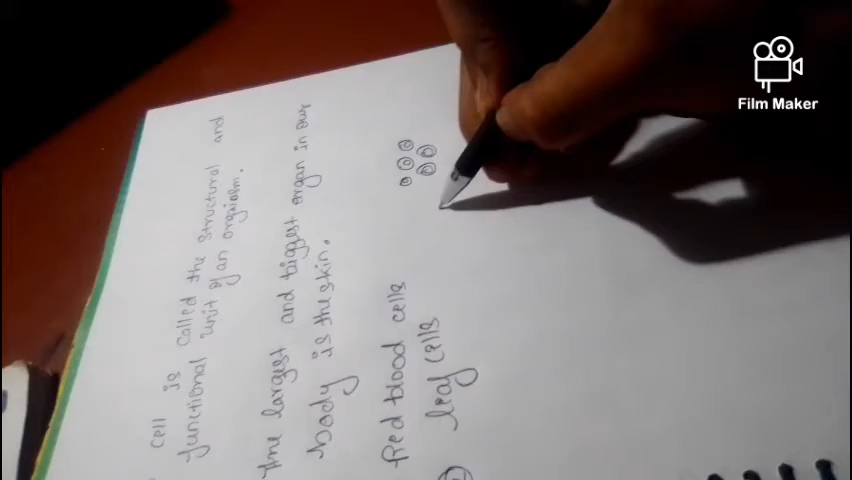 cell is called the structural and
functional unit of an organism.
the largest and biggest organ in our
body is the skin.
Red blood cells
leaf cells
Film Maker